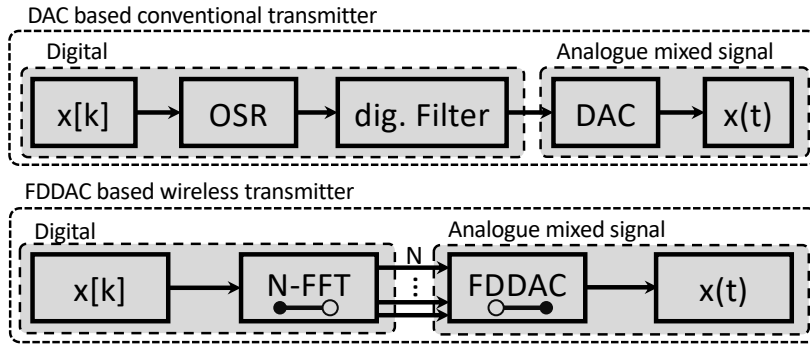 DAC based conventional transmitter
Digital
Analogue mixed signal
x[k]
OSR
dig. Filter
DAC
x(t)
FDDAC based wireless transmitter
Digital
Analogue mixed signal
N
x[k]
N-FFT
⋮
FDDAC
x(t)